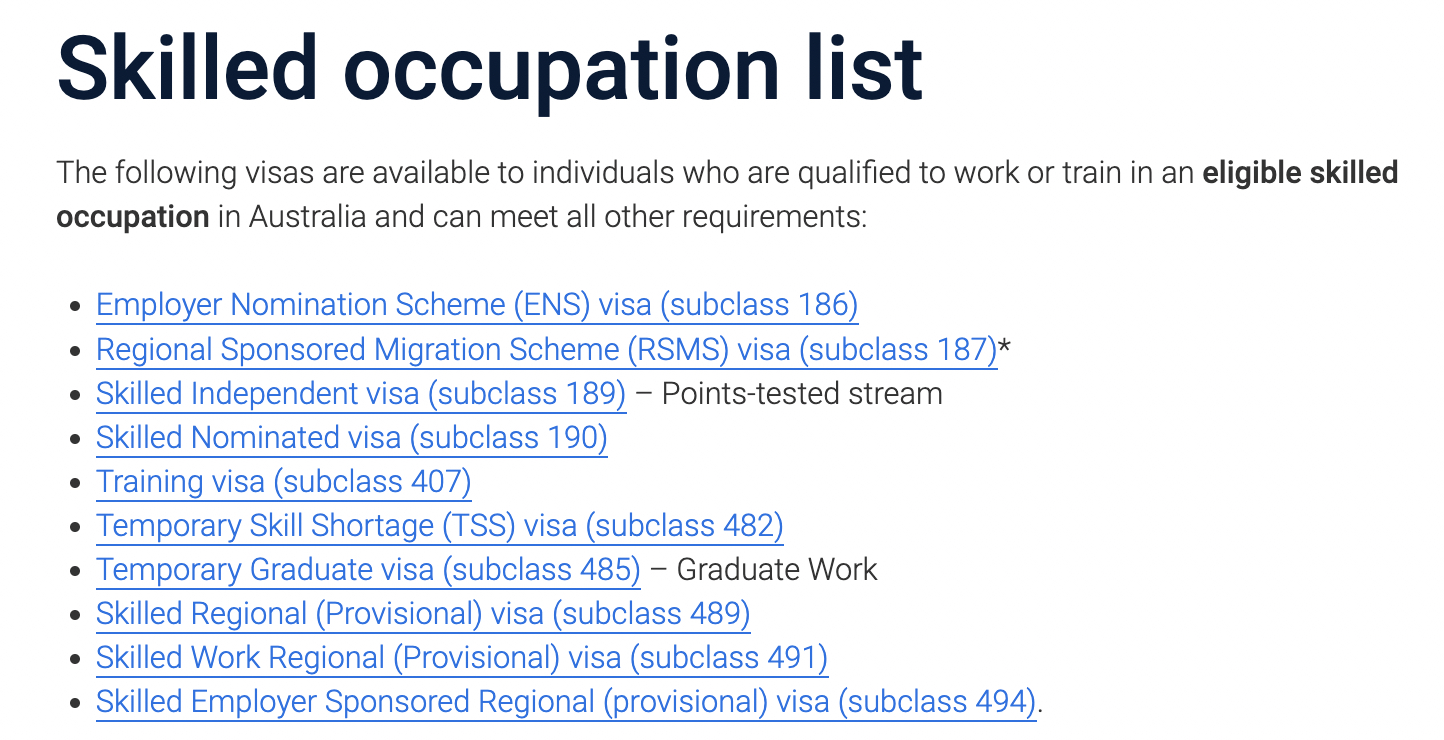 Skilled occupation list
The following visas are available to individuals who are qualified to work or train in an eligible skilled
occupation in Australia and can meet all other requirements:
• Employer Nomination Scheme (ENS) visa (subclass 186)
• Regional Sponsored Migration Scheme (RSMS) visa (subclass 187)*
• Skilled Independent visa (subclass 189) – Points-tested stream
• Skilled Nominated visa (subclass 190)
• Training visa (subclass 407)
• Temporary Skill Shortage (TSS) visa (subclass 482)
• Temporary Graduate visa (subclass 485) – Graduate Work
• Skilled Regional (Provisional) visa (subclass 489)
• Skilled Work Regional (Provisional) visa (subclass 491)
• Skilled Employer Sponsored Regional (provisional) visa (subclass 494).